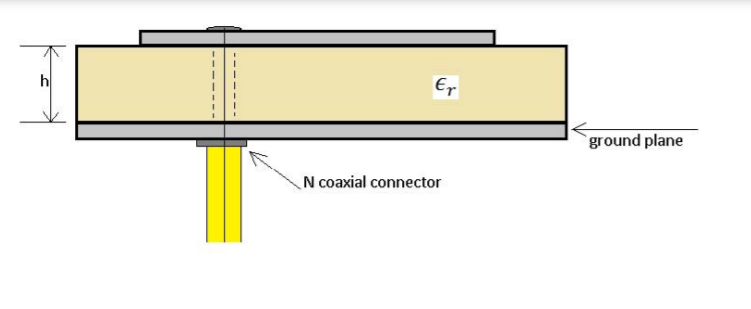 h
ϵᵣ
ground plane
N coaxial connector